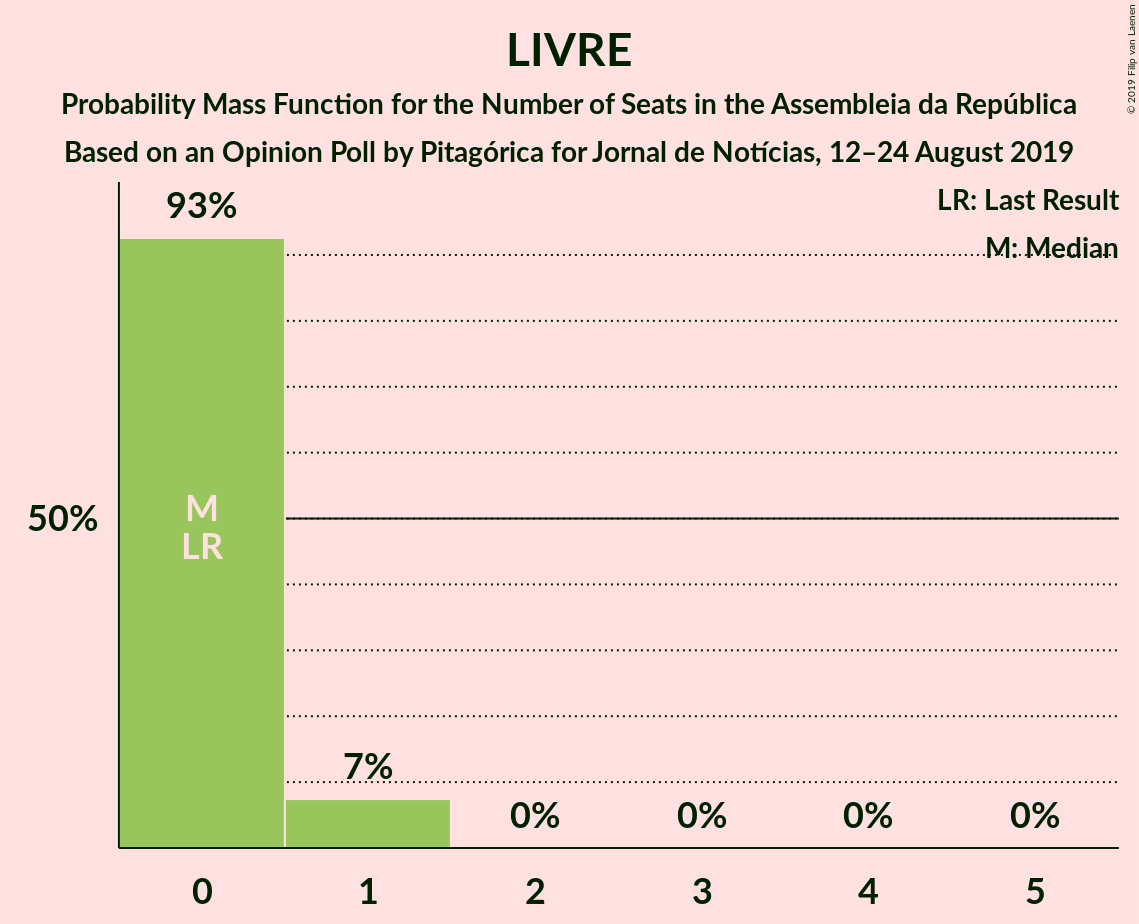 LIVRE
Probability Mass Function for the Number of Seats in the Assembleia da República
Based on an Opinion Poll by Pitagórica for Jornal de Notícias, 12–24 August 2019
© 2019 Filip van Laenen
LR: Last Result
M: Median
93%
50%
M
LR
7%
0%
0%
0%
0%
0
1
2
3
4
5